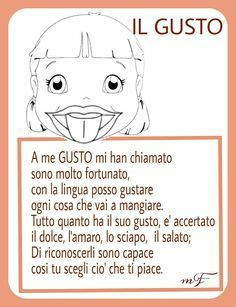 IL GUSTO
A me GUSTO mi han chiamato
sono molto fortunato,
con la lingua posso gustare
ogni cosa che vai a mangiare.
Tutto quanto ha il suo gusto, e' accertato
il dolce, l'amaro, lo sciapo, il salato;
Di riconoscerli sono capace
cosi tu scegli cio' che ti piace.
mF